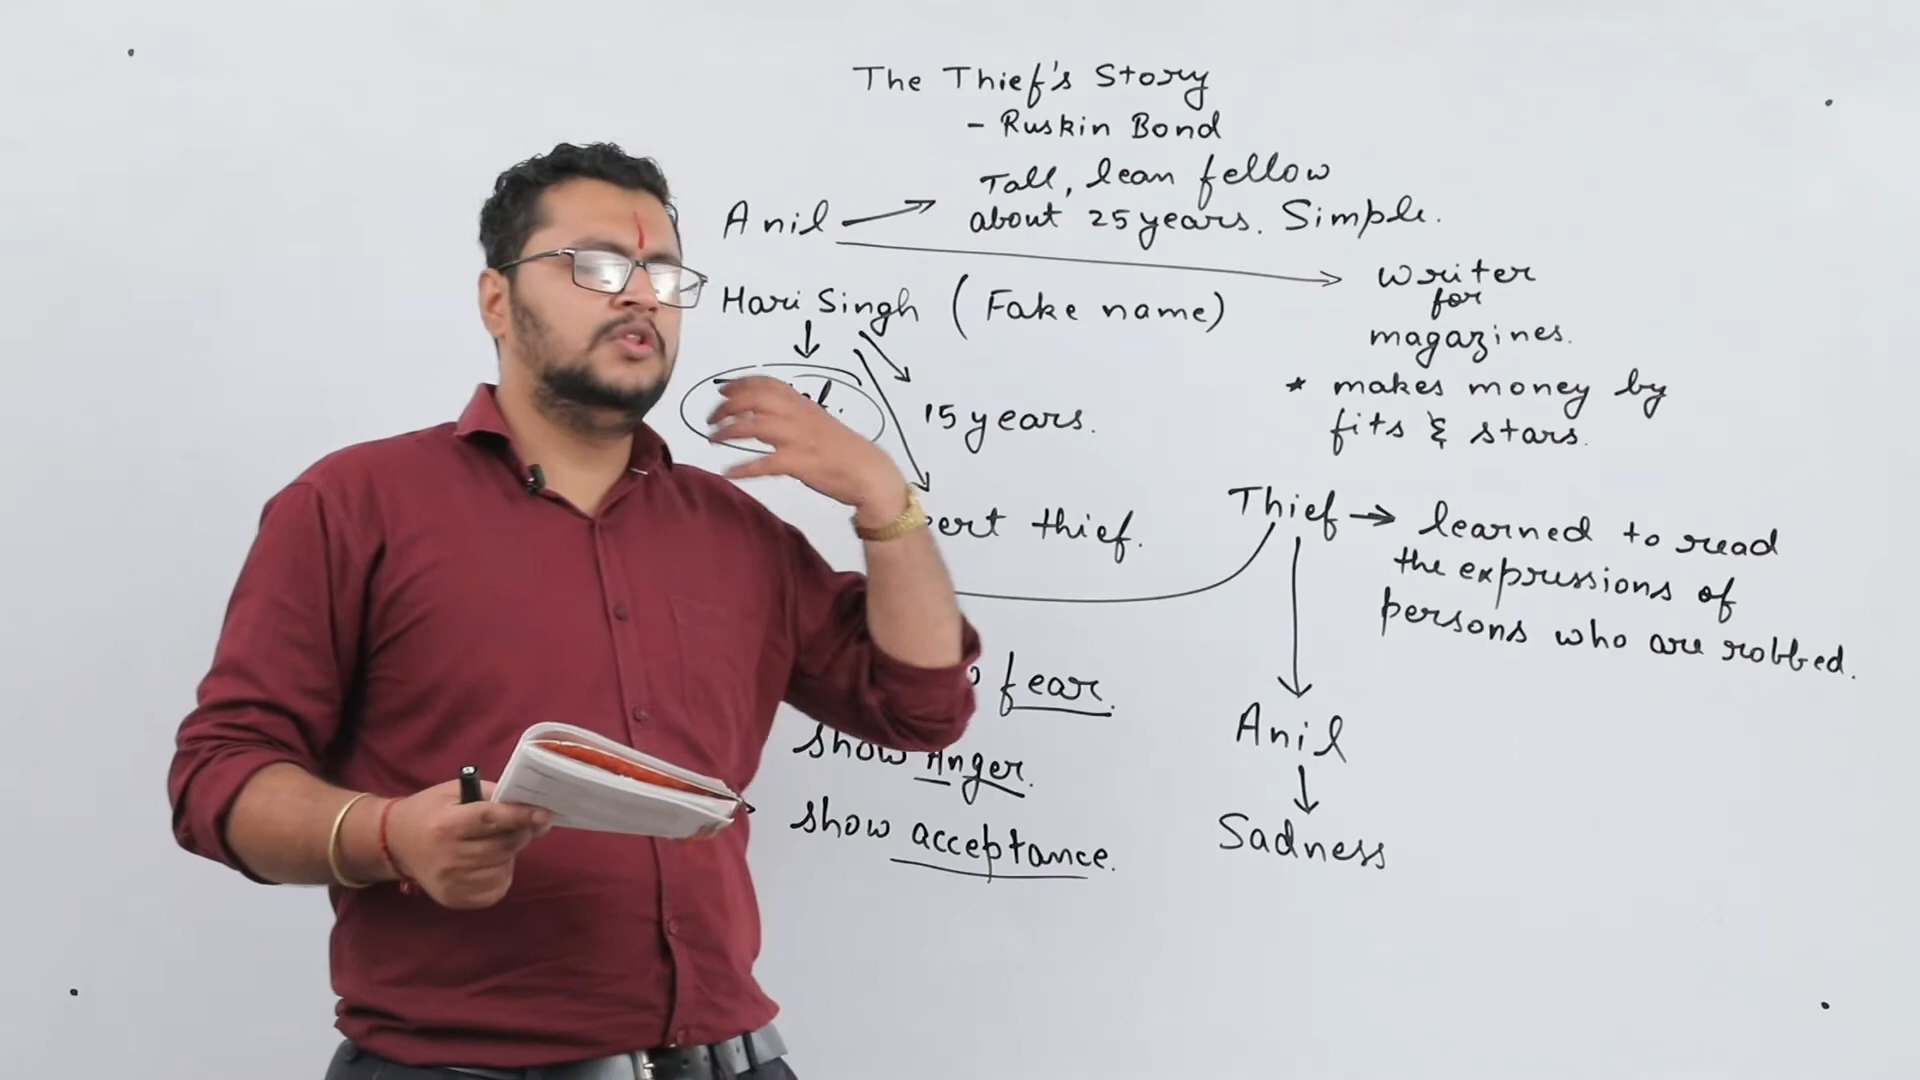 The Thief's Story
- Ruskin Bond
Anil → Tall, lean fellow
about 25 years. Simple.
writer
for
magazines.
* makes money by
fits & stars.
Hari Singh (Fake name)
15 years.
thief.
Thief → learned to read
the expressions of
persons who are robbed.
fear.
show Anger.
show acceptance.
Anil
Sadness